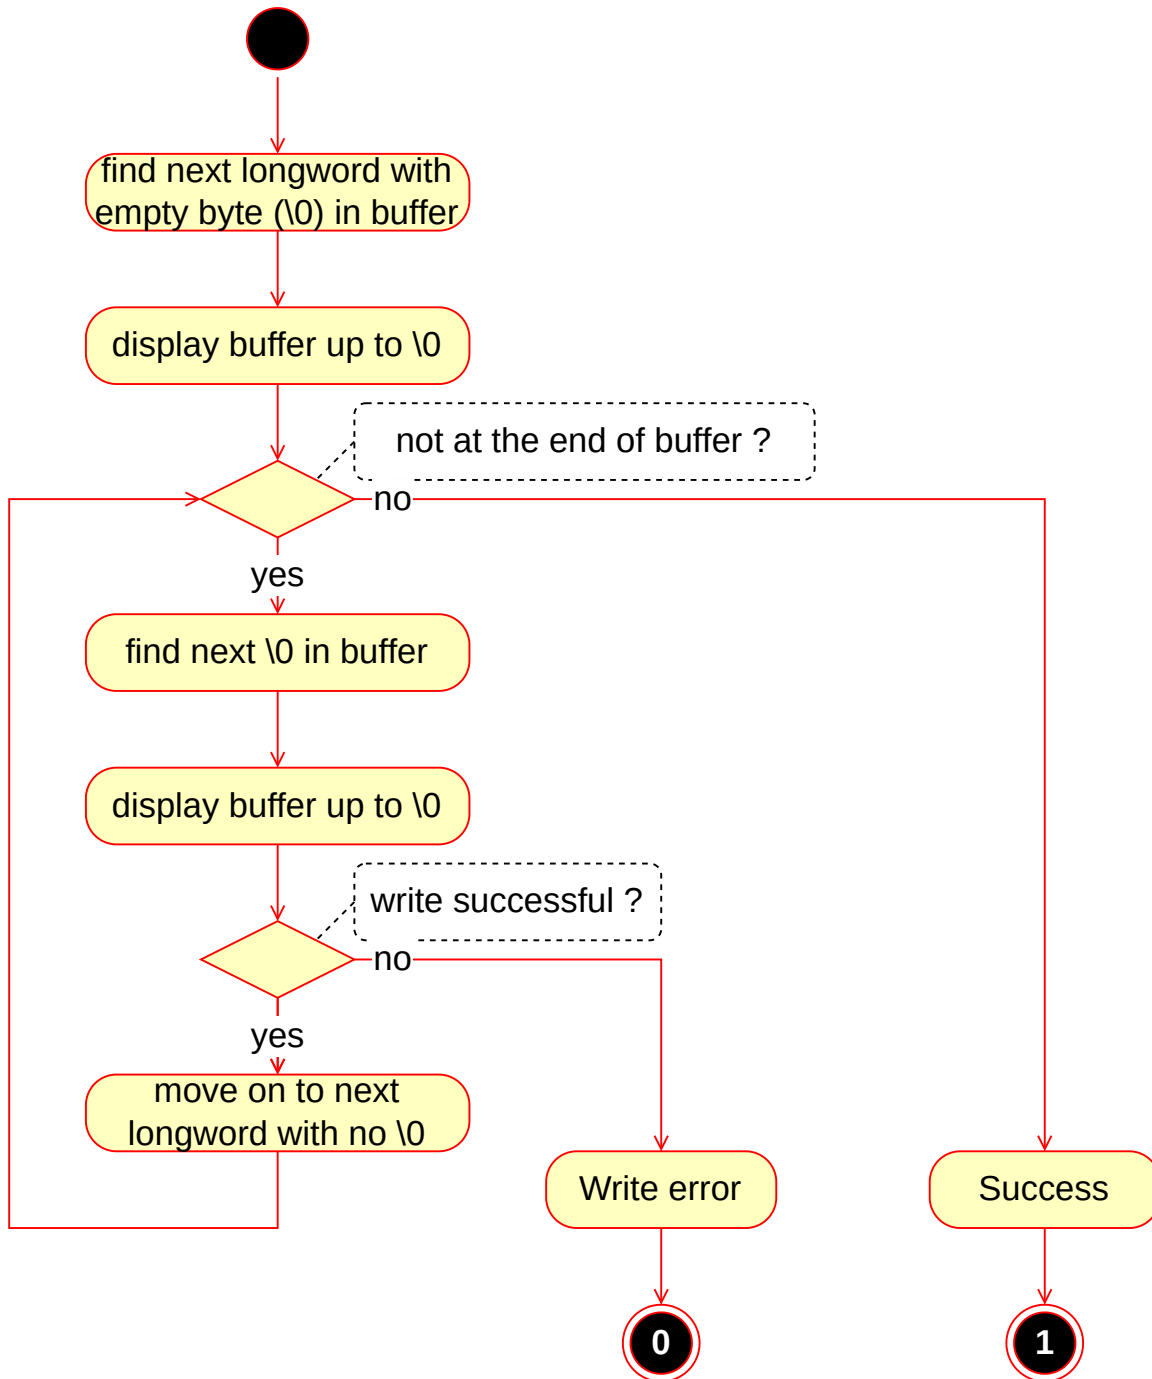 find next longword with
empty byte (\0) in buffer
display buffer up to \0
not at the end of buffer ?
no
yes
find next \0 in buffer
display buffer up to \0
write successful ?
no
yes
move on to next
longword with no \0
Write error
Success
0
1